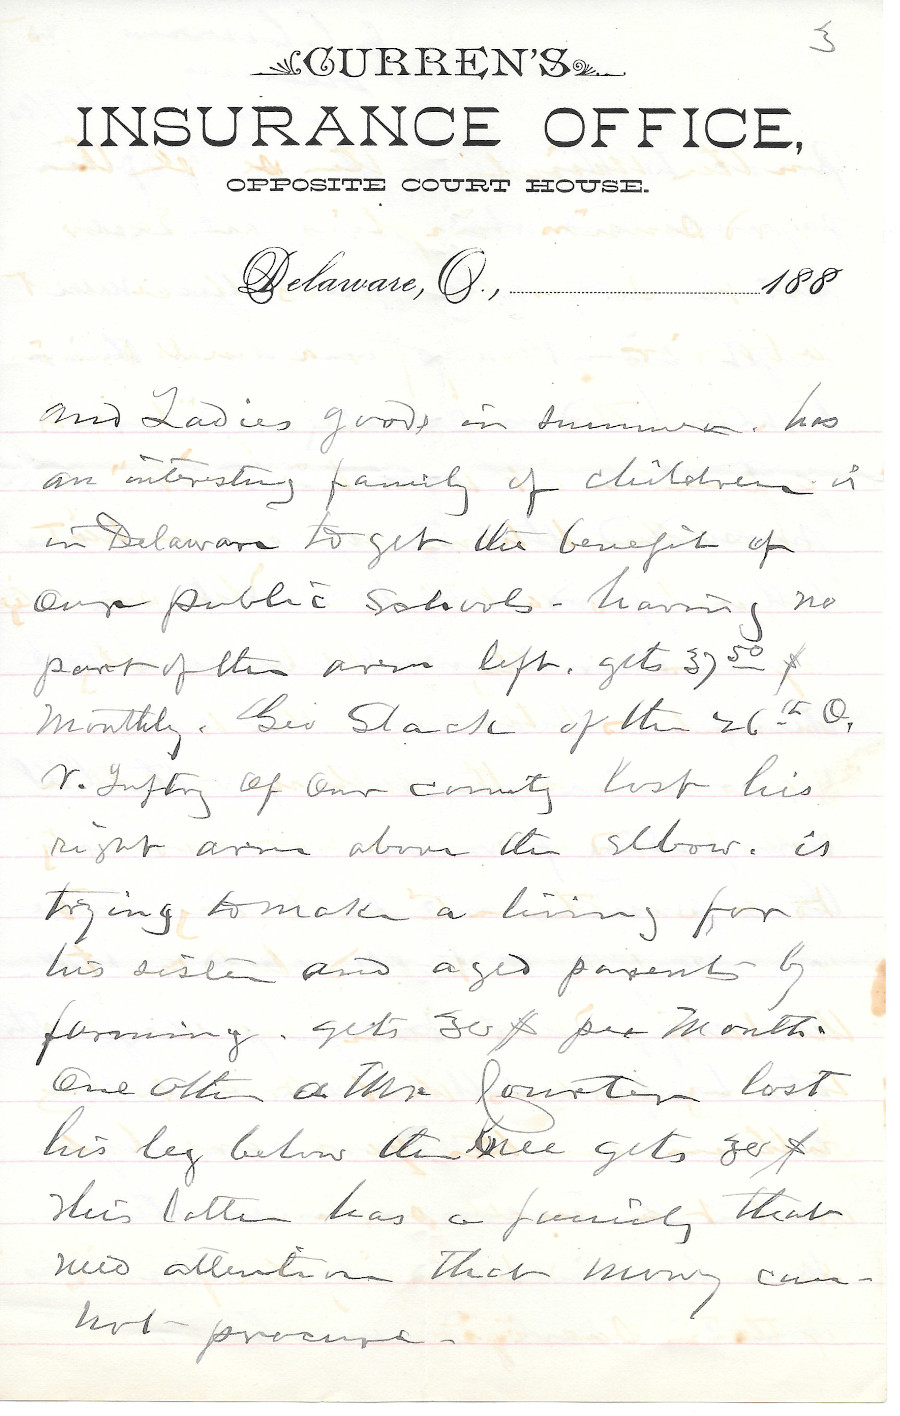 3
CURREN'S
INSURANCE OFFICE,
OPPOSITE COURT HOUSE.
Delaware, O., 188
and Ladies goods in summer. has
an interesting family of children is
in Delaware to get the benefit of
our public schools - having no
part of the arm left. gets 37 50 $
Monthly. Geo Slack of the 26th O.
V. Inftry of our county lost his
right arm above the elbow. is
trying to make a living for
his sister and aged parents by
farming. gets 30 $ per Month.
One other a Mr lost
his leg below the Knee gets 30 $
This latter has a family that
need attention that money can-
not procure.